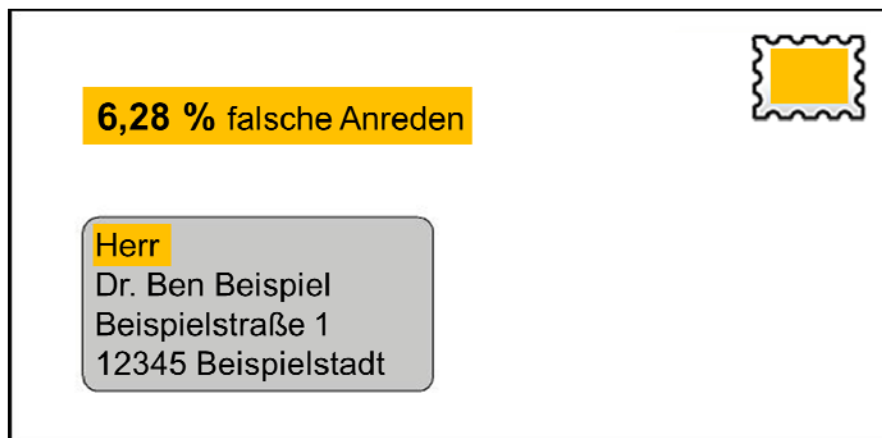 6,28 % falsche Anreden
Herr
Dr. Ben Beispiel
Beispielstraße 1
12345 Beispielstadt